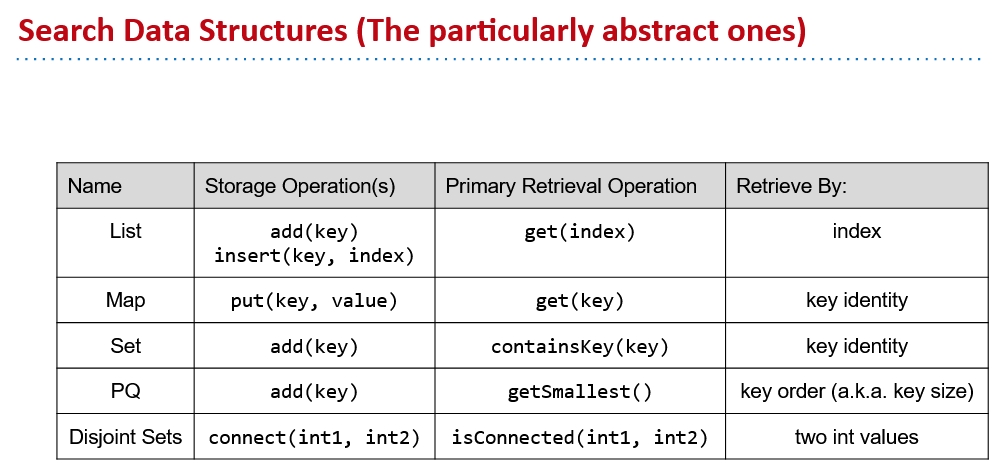 Search Data Structures (The particularly abstract ones)
Name Storage Operation(s) Primary Retrieval Operation Retrieve By:
List add(key) get(index) index
insert(key, index)
Map put(key, value) get(key) key identity
Set add(key) containsKey(key) key identity
PQ add(key) getSmallest() key order (a.k.a. key size)
Disjoint Sets connect(int1, int2) isConnected(int1, int2) two int values